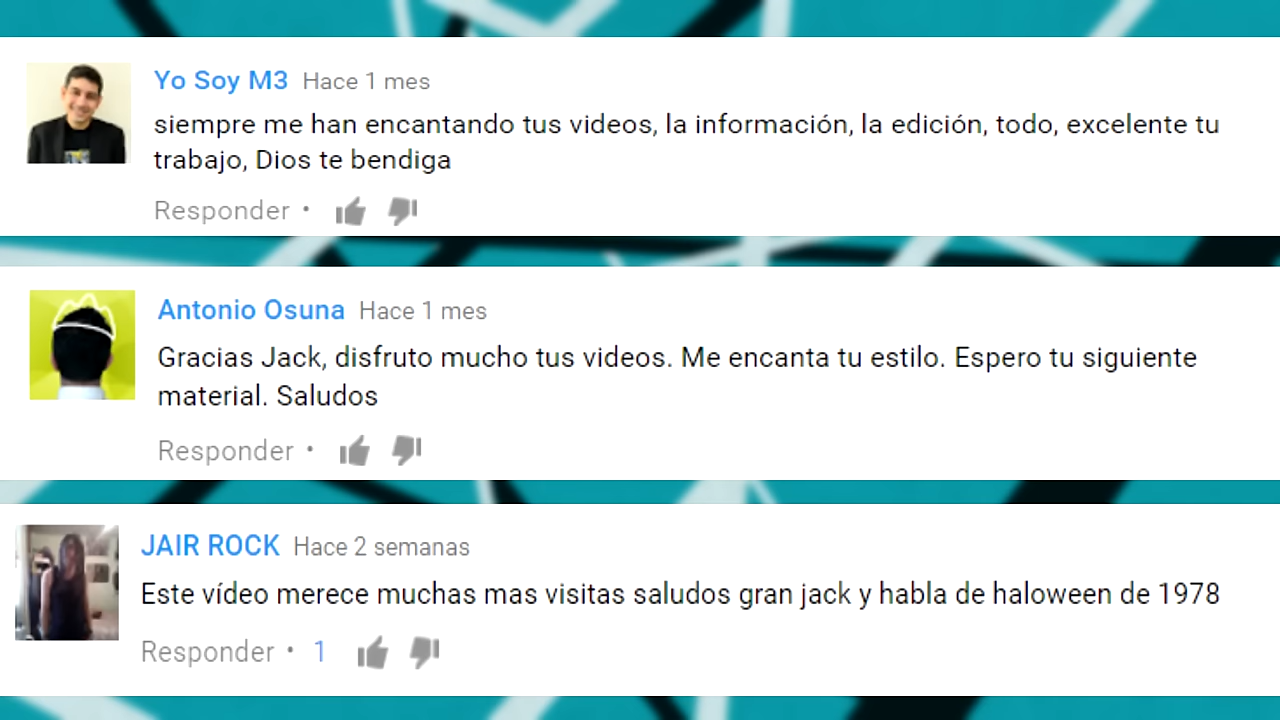 Yo Soy M3 Hace 1 mes
siempre me han encantando tus videos, la información, la edición, todo, excelente tu
trabajo, Dios te bendiga
Responder •
Antonio Osuna Hace 1 mes
Gracias Jack, disfruto mucho tus videos. Me encanta tu estilo. Espero tu siguiente
material. Saludos
Responder •
JAIR ROCK Hace 2 semanas
Este vídeo merece muchas mas visitas saludos gran jack y habla de haloween de 1978
Responder • 1